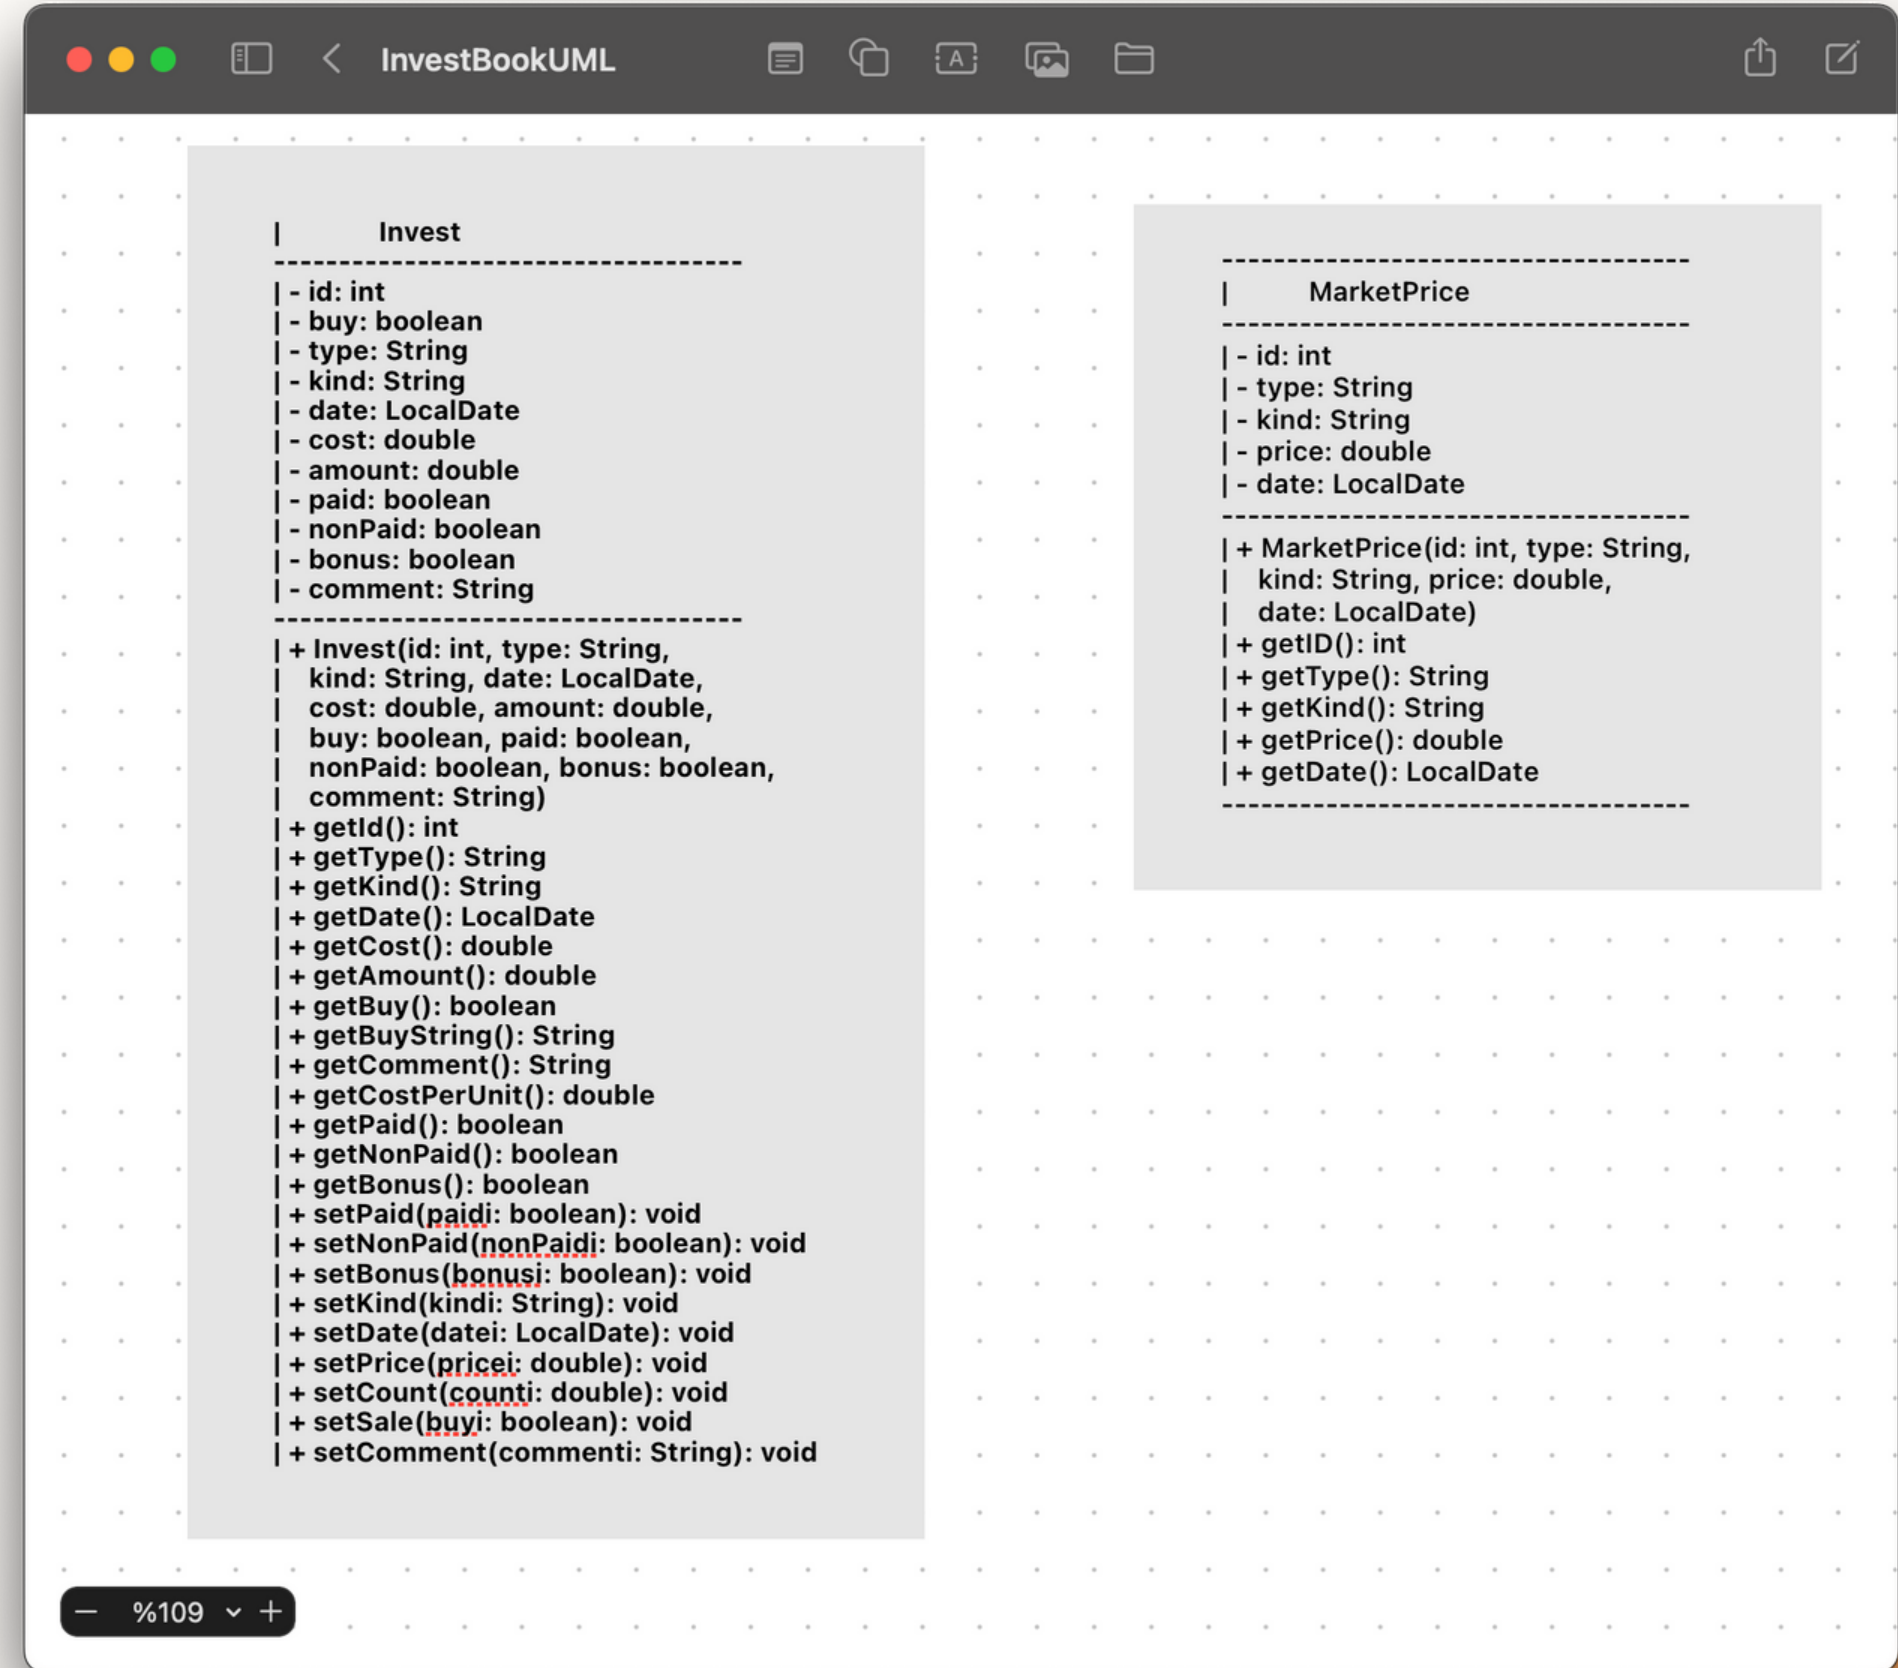 InvestBookUML
| Invest
------------------------------------
| - id: int
| - buy: boolean
| - type: String
| - kind: String
| - date: LocalDate
| - cost: double
| - amount: double
| - paid: boolean
| - nonPaid: boolean
| - bonus: boolean
| - comment: String
------------------------------------
| + Invest(id: int, type: String,
| kind: String, date: LocalDate,
| cost: double, amount: double,
| buy: boolean, paid: boolean,
| nonPaid: boolean, bonus: boolean,
| comment: String)
| + getId(): int
| + getType(): String
| + getKind(): String
| + getDate(): LocalDate
| + getCost(): double
| + getAmount(): double
| + getBuy(): boolean
| + getBuyString(): String
| + getComment(): String
| + getCostPerUnit(): double
| + getPaid(): boolean
| + getNonPaid(): boolean
| + getBonus(): boolean
| + setPaid(paidi: boolean): void
| + setNonPaid(nonPaidi: boolean): void
| + setBonus(bonusi: boolean): void
| + setKind(kindi: String): void
| + setDate(datei: LocalDate): void
| + setPrice(pricei: double): void
| + setCount(counti: double): void
| + setSale(buyi: boolean): void
| + setComment(commenti: String): void
------------------------------------
| MarketPrice
------------------------------------
| - id: int
| - type: String
| - kind: String
| - price: double
| - date: LocalDate
------------------------------------
| + MarketPrice(id: int, type: String,
| kind: String, price: double,
| date: LocalDate)
| + getID(): int
| + getType(): String
| + getKind(): String
| + getPrice(): double
| + getDate(): LocalDate
------------------------------------
%109